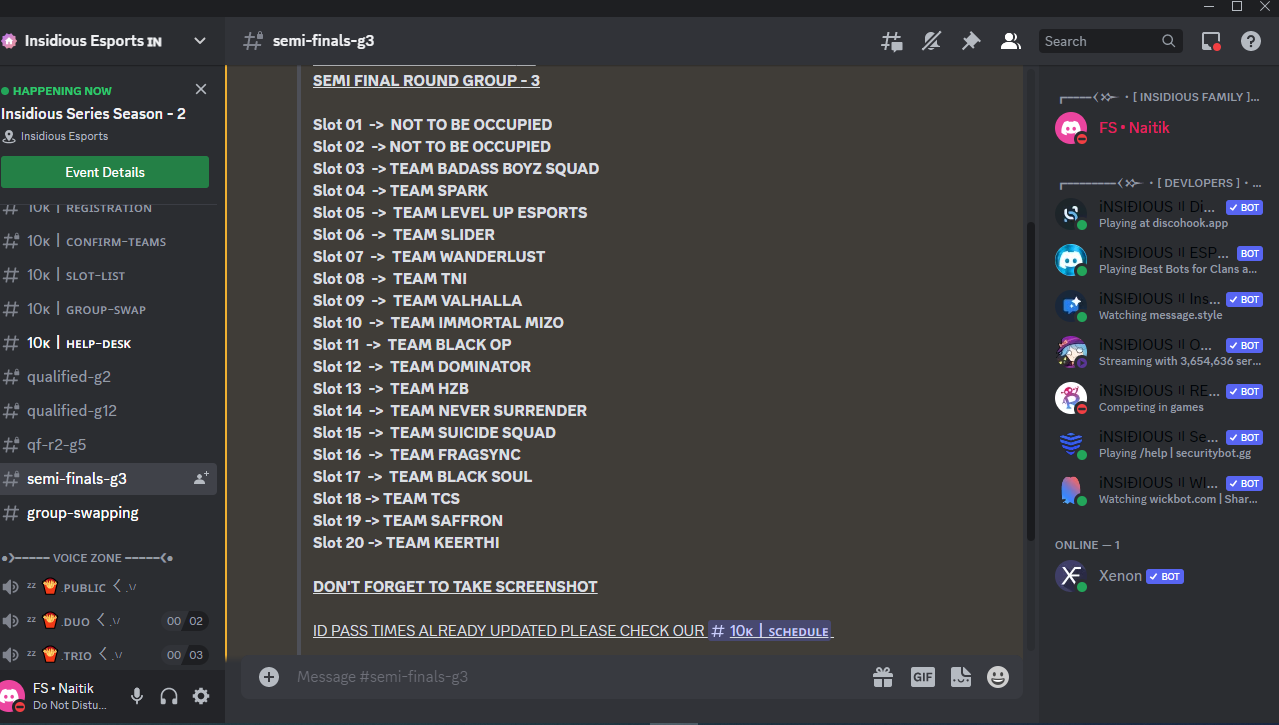 Insidious Esports IN
HAPPENING NOW
Insidious Series Season - 2
Insidious Esports
Event Details
10K | REGISTRATION
10K | CONFIRM-TEAMS
10K | SLOT-LIST
10K | GROUP-SWAP
10K | HELP-DESK
qualified-g2
qualified-g12
qf-r2-g5
semi-finals-g3
group-swapping
VOICE ZONE
zz .PUBLIC
zz .DUO
00 02
zz .TRIO
00 03
FS • Naitik
Do Not Distu...
semi-finals-g3
Search
SEMI FINAL ROUND GROUP - 3
Slot 01 -> NOT TO BE OCCUPIED
Slot 02 -> NOT TO BE OCCUPIED
Slot 03 -> TEAM BADASS BOYZ SQUAD
Slot 04 -> TEAM SPARK
Slot 05 -> TEAM LEVEL UP ESPORTS
Slot 06 -> TEAM SLIDER
Slot 07 -> TEAM WANDERLUST
Slot 08 -> TEAM TNI
Slot 09 -> TEAM VALHALLA
Slot 10 -> TEAM IMMORTAL MIZO
Slot 11 -> TEAM BLACK OP
Slot 12 -> TEAM DOMINATOR
Slot 13 -> TEAM HZB
Slot 14 -> TEAM NEVER SURRENDER
Slot 15 -> TEAM SUICIDE SQUAD
Slot 16 -> TEAM FRAGSYNC
Slot 17 -> TEAM BLACK SOUL
Slot 18 -> TEAM TCS
Slot 19 -> TEAM SAFFRON
Slot 20 -> TEAM KEERTHI
DON'T FORGET TO TAKE SCREENSHOT
ID PASS TIMES ALREADY UPDATED PLEASE CHECK OUR # 10K | SCHEDULE
Message #semi-finals-g3
GIF
• [ INSIDIOUS FAMILY ]...
FS • Naitik
• [ DEVLOPERS ] • ...
iNSIÐIOUS Di... BOT
Playing at discohook.app
iNSIÐIOUS ESP... BOT
Playing Best Bots for Clans a...
iNSIÐIOUS Ins... BOT
Watching message.style
iNSIÐIOUS O... BOT
Streaming with 3,654,636 ser...
iNSIÐIOUS RE... BOT
Competing in games
iNSIÐIOUS Se... BOT
Playing /help | securitybot.gg
iNSIÐIOUS WI... BOT
Watching wickbot.com | Shar...
ONLINE — 1
Xenon BOT